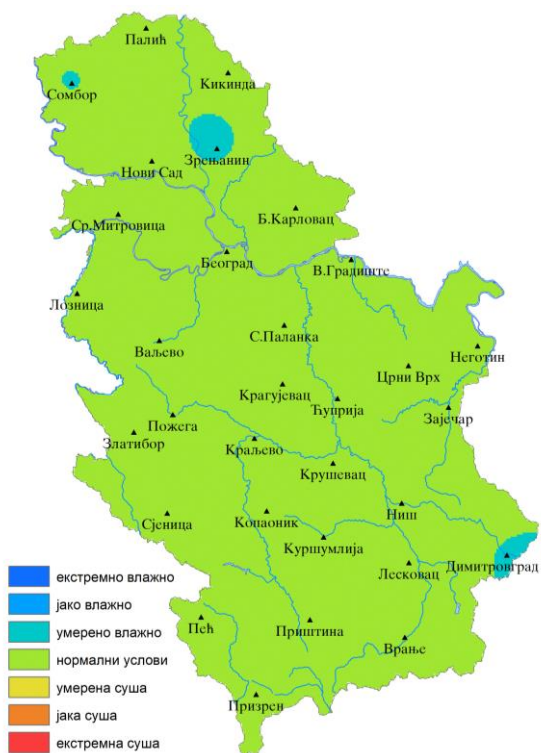 Палић
Кикинда
Сомбор
Зрењанин
Нови Сад
Б.Карловац
Ср.Митровица
Београд
В.Градиште
Лозница
С.Паланка
Ваљево
Неготин
Црни Врх
Крагујевац
Ћуприја
Зајечар
Пожега
Златибор
Краљево
Крушевац
Сјеница
Копаоник
Ниш
Куршумлија
Димитровград
Лесковац
Пећ
Приштина
Врање
Призрен
екстремно влажно
јако влажно
умерено влажно
нормални услови
умерена суша
јака суша
екстремна суша